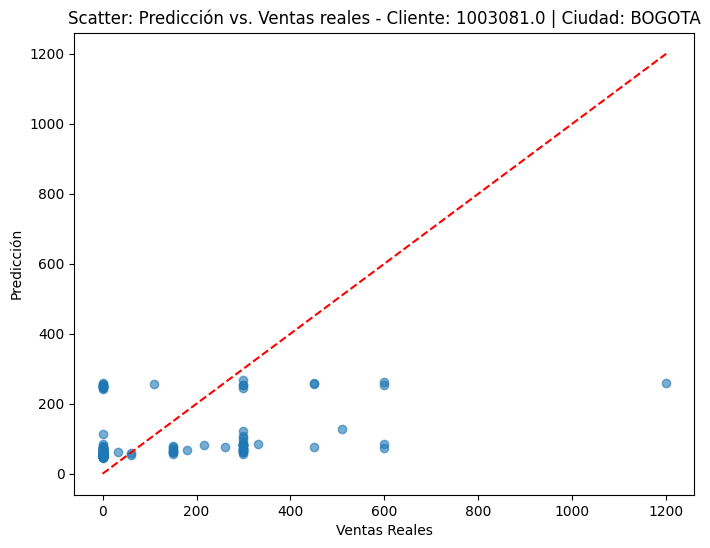 Scatter: Predicción vs. Ventas reales - Cliente: 1003081.0 | Ciudad: BOGOTA
1200
1000
800
600
400
200
0
Predicción
0 200 400 600 800 1000 1200
Ventas Reales